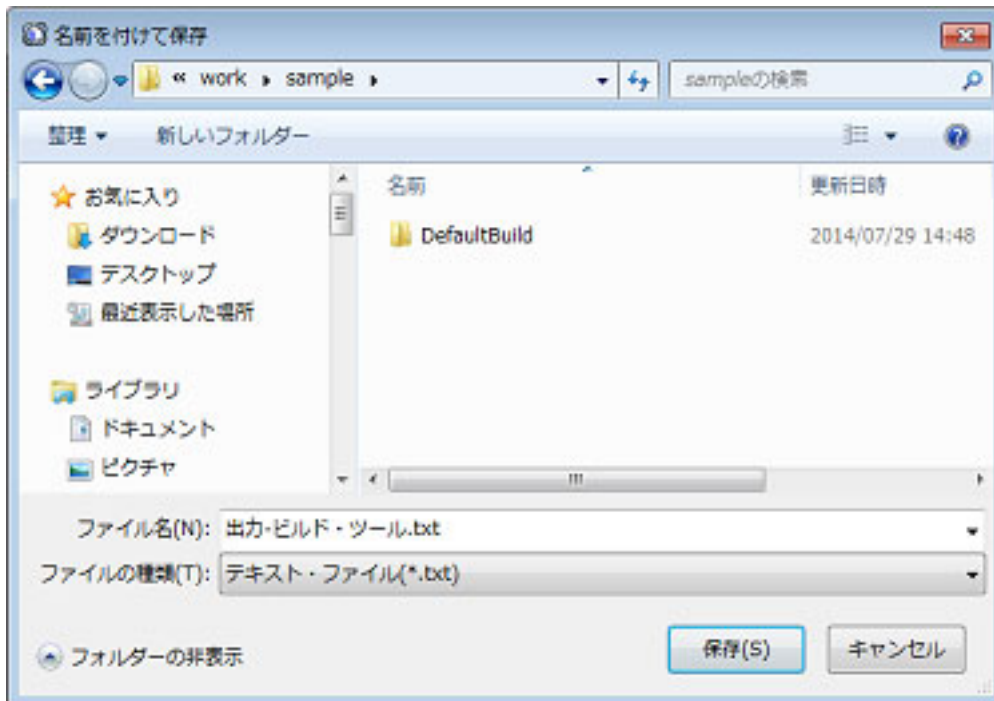 名前を付けて保存
« work ▸ sample ▸
sampleの検索
整理 ▼ 新しいフォルダー
お気に入り
ダウンロード
デスクトップ
最近表示した場所
ライブラリ
ドキュメント
ピクチャ
名前 更新日時
DefaultBuild 2014/07/29 14:48
ファイル名(N): 出力-ビルド・ツール.txt
ファイルの種類(T): テキスト・ファイル(*.txt)
フォルダーの非表示
保存(S) キャンセル